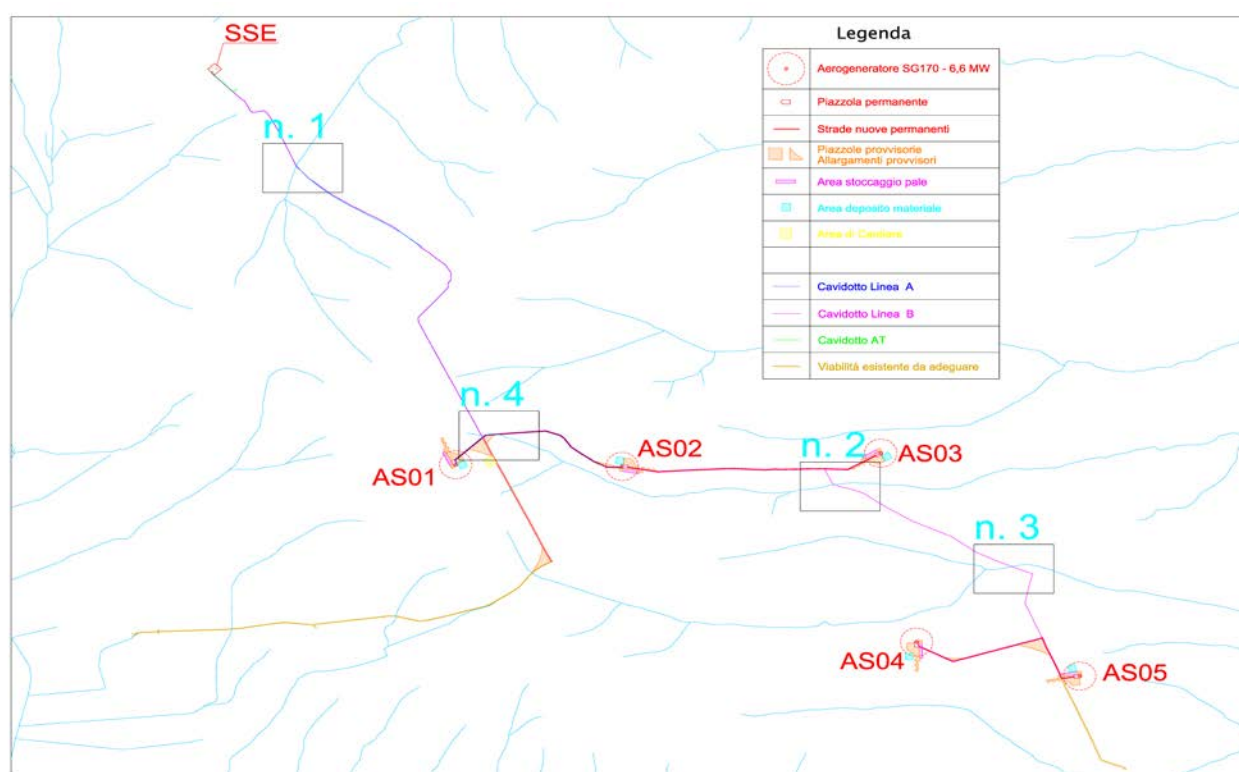 SSE
n. 1
n. 4
AS01
AS02
n. 2
AS03
n. 3
AS04
AS05
Legenda
Aerogeneratore SG170 - 6,6 MW
Piazzola permanente
Strade nuove permanenti
Piazzole provvisorie
Allargamenti provvisori
Area stoccaggio pale
Area deposito materiale
Area di Cantiere
Cavidotto Linea A
Cavidotto Linea B
Cavidotto AT
Viabilità esistente da adeguare